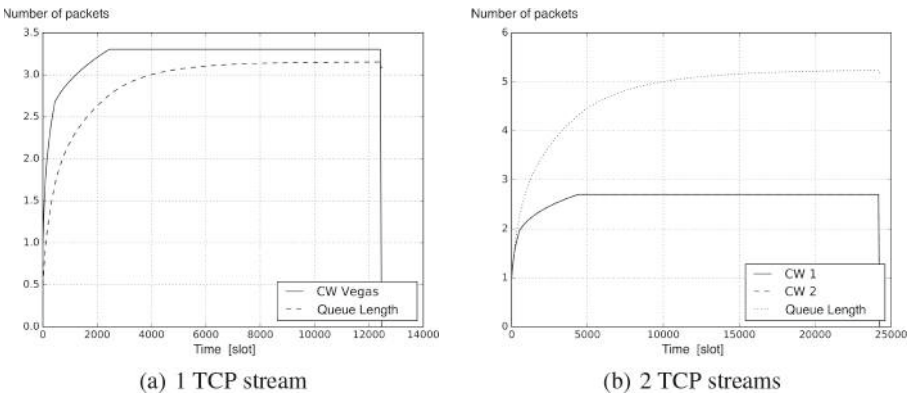 Number of packets
3.5
3.0
2.5
2.0
1.5
1.0
0.5
0.0
0 2000 4000 6000 8000 10000 12000 14000
Time [slot]
CW Vegas
Queue Length
(a) 1 TCP stream
Number of packets
6
5
4
3
2
1
0
0 5000 10000 15000 20000 25000
Time [slot]
CW 1
CW 2
Queue Length
(b) 2 TCP streams